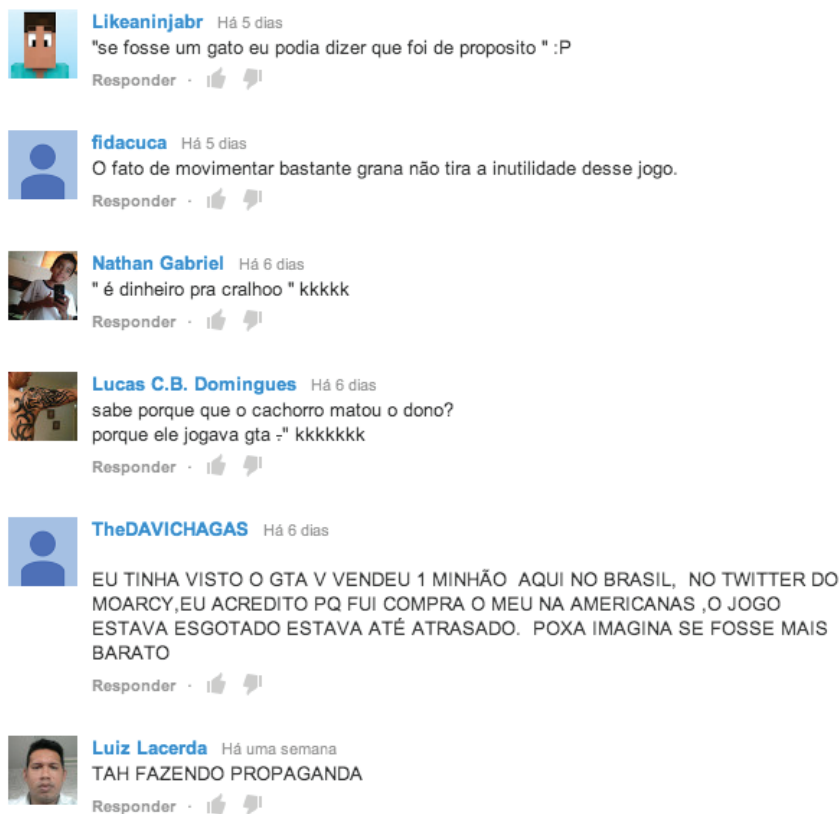 Likeaninjabr Há 5 dias
"se fosse um gato eu podia dizer que foi de proposito " :P
Responder ·
fidacuca Há 5 dias
O fato de movimentar bastante grana não tira a inutilidade desse jogo.
Responder ·
Nathan Gabriel Há 6 dias
" é dinheiro pra cralhoo " kkkkk
Responder ·
Lucas C.B. Domingues Há 6 dias
sabe porque que o cachorro matou o dono?
porque ele jogava gta -." kkkkkkk
Responder ·
TheDAVICHAGAS Há 6 dias
EU TINHA VISTO O GTA V VENDEU 1 MINHÃO  AQUI NO BRASIL,  NO TWITTER DO
MOARCY,EU ACREDITO PQ FUI COMPRA O MEU NA AMERICANAS ,O JOGO
ESTAVA ESGOTADO ESTAVA ATÉ ATRASADO.  POXA IMAGINA SE FOSSE MAIS
BARATO
Responder ·
Luiz Lacerda Há uma semana
TAH FAZENDO PROPAGANDA
Responder ·